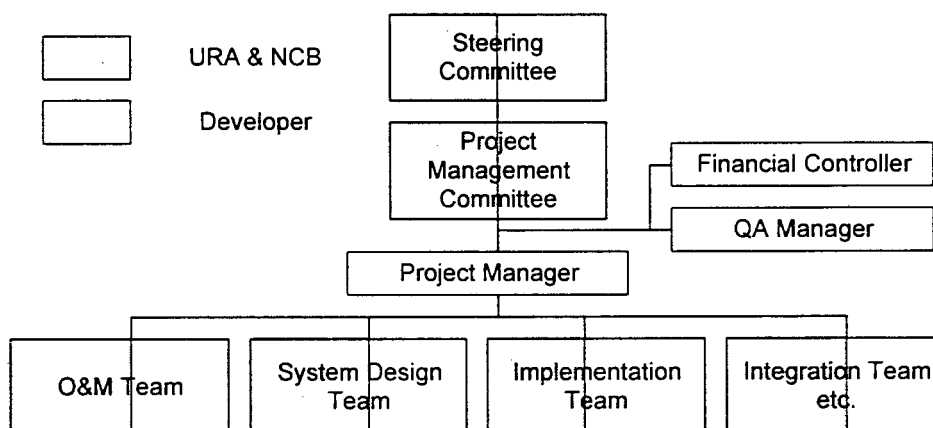 URA & NCB
Developer
Steering
Committee
Project
Management
Committee
Financial Controller
QA Manager
Project Manager
O&M Team
System Design
Team
Implementation
Team
Integration Team
etc.